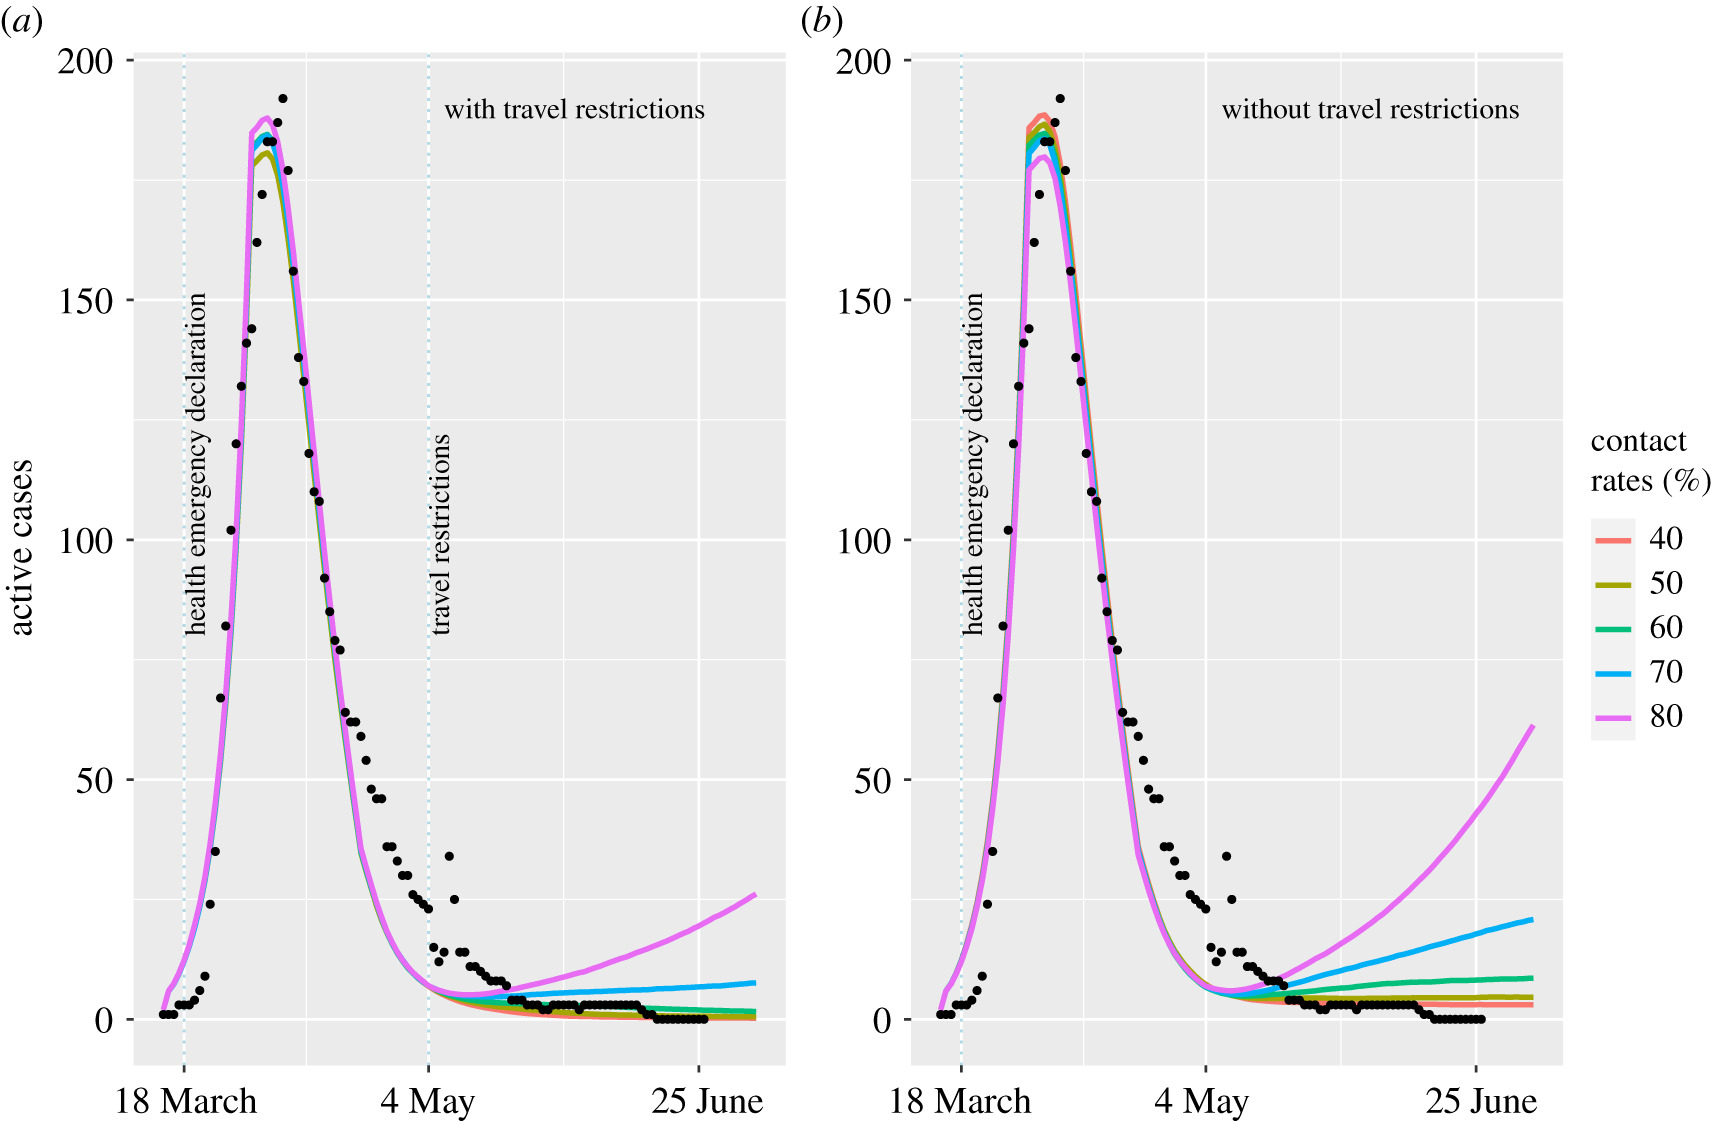 (a)
200
150
100
50
0
active cases
health emergency declaration
travel restrictions
with travel restrictions
18 March
4 May
25 June
(b)
200
150
100
50
0
health emergency declaration
without travel restrictions
18 March
4 May
25 June
contact
rates (%)
40
50
60
70
80